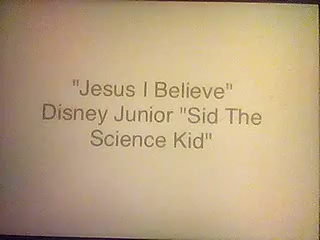 "Jesus I Believe"
Disney Junior "Sid The
Science Kid"